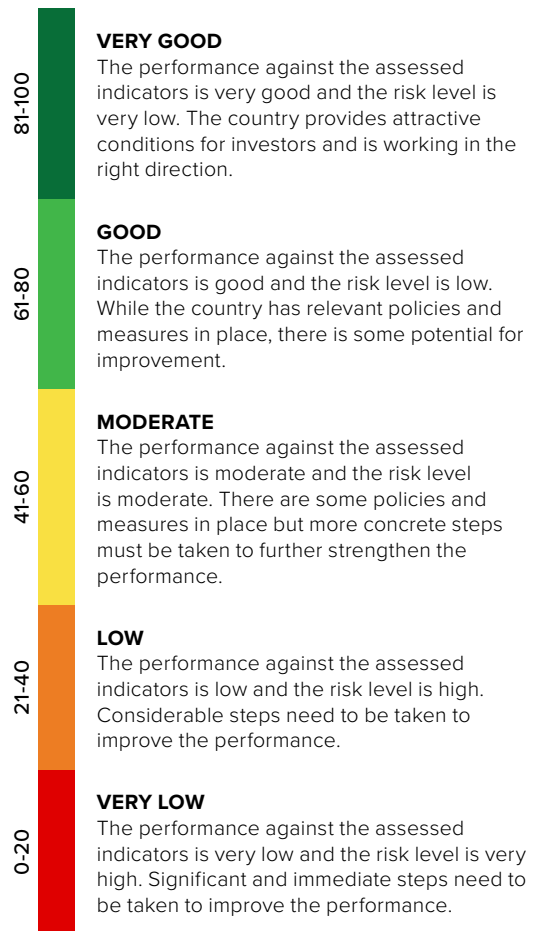 81-100
VERY GOOD
The performance against the assessed
indicators is very good and the risk level is
very low. The country provides attractive
conditions for investors and is working in the
right direction.
61-80
GOOD
The performance against the assessed
indicators is good and the risk level is low.
While the country has relevant policies and
measures in place, there is some potential for
improvement.
41-60
MODERATE
The performance against the assessed
indicators is moderate and the risk level
is moderate. There are some policies and
measures in place but more concrete steps
must be taken to further strengthen the
performance.
21-40
LOW
The performance against the assessed
indicators is low and the risk level is high.
Considerable steps need to be taken to
improve the performance.
0-20
VERY LOW
The performance against the assessed
indicators is very low and the risk level is very
high. Significant and immediate steps need to
be taken to improve the performance.